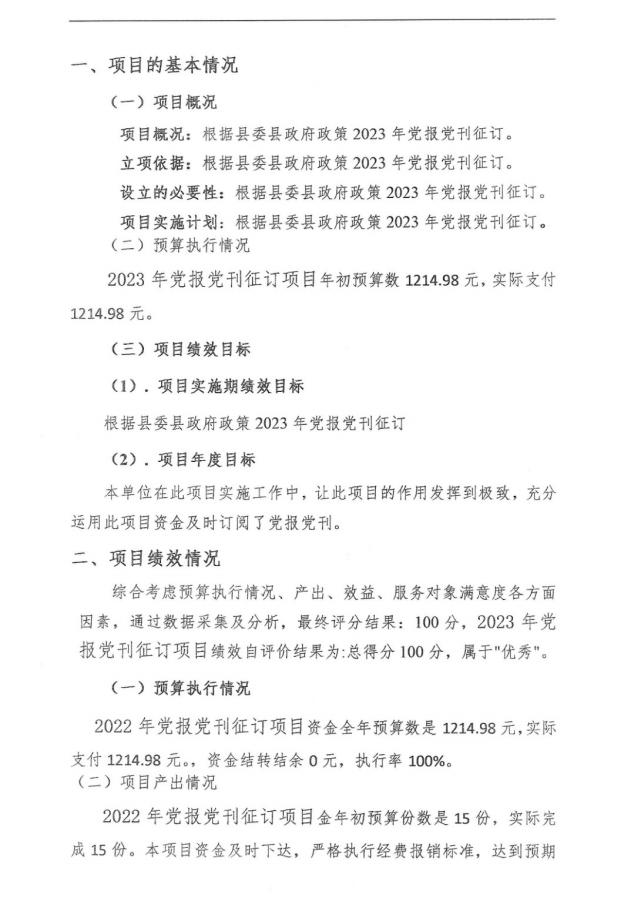 一、项目的基本情况
（一）项目概况
项目概况：根据县委县政府政策 2023 年党报党刊征订。
立项依据：根据县委县政府政策 2023 年党报党刊征订。
设立的必要性：根据县委县政府政策 2023 年党报党刊征订。
项目实施计划：根据县委县政府政策 2023 年党报党刊征订。
（二）预算执行情况
2023 年党报党刊征订项目年初预算数 1214.98 元，实际支付
1214.98 元。
（三）项目绩效目标
（1）．项目实施期绩效目标
根据县委县政府政策 2023 年党报党刊征订
（2）．项目年度目标
本单位在此项目实施工作中，让此项目的作用发挥到极致，充分
运用此项目资金及时订阅了党报党刊。
二、项目绩效情况
综合考虑预算执行情况、产出、效益、服务对象满意度各方面
因素，通过数据采集及分析，最终评分结果：100 分，2023 年党
报党刊征订项目绩效自评价结果为:总得分 100 分，属于"优秀"。
（一）预算执行情况
2022 年党报党刊征订项目资金全年预算数是 1214.98 元,实际
支付 1214.98 元。，资金结转结余 0 元，执行率 100%。
（二）项目产出情况
2022 年党报党刊征订项目金年初预算份数是 15 份，实际完
成 15 份。本项目资金及时下达，严格执行经费报销标准，达到预期